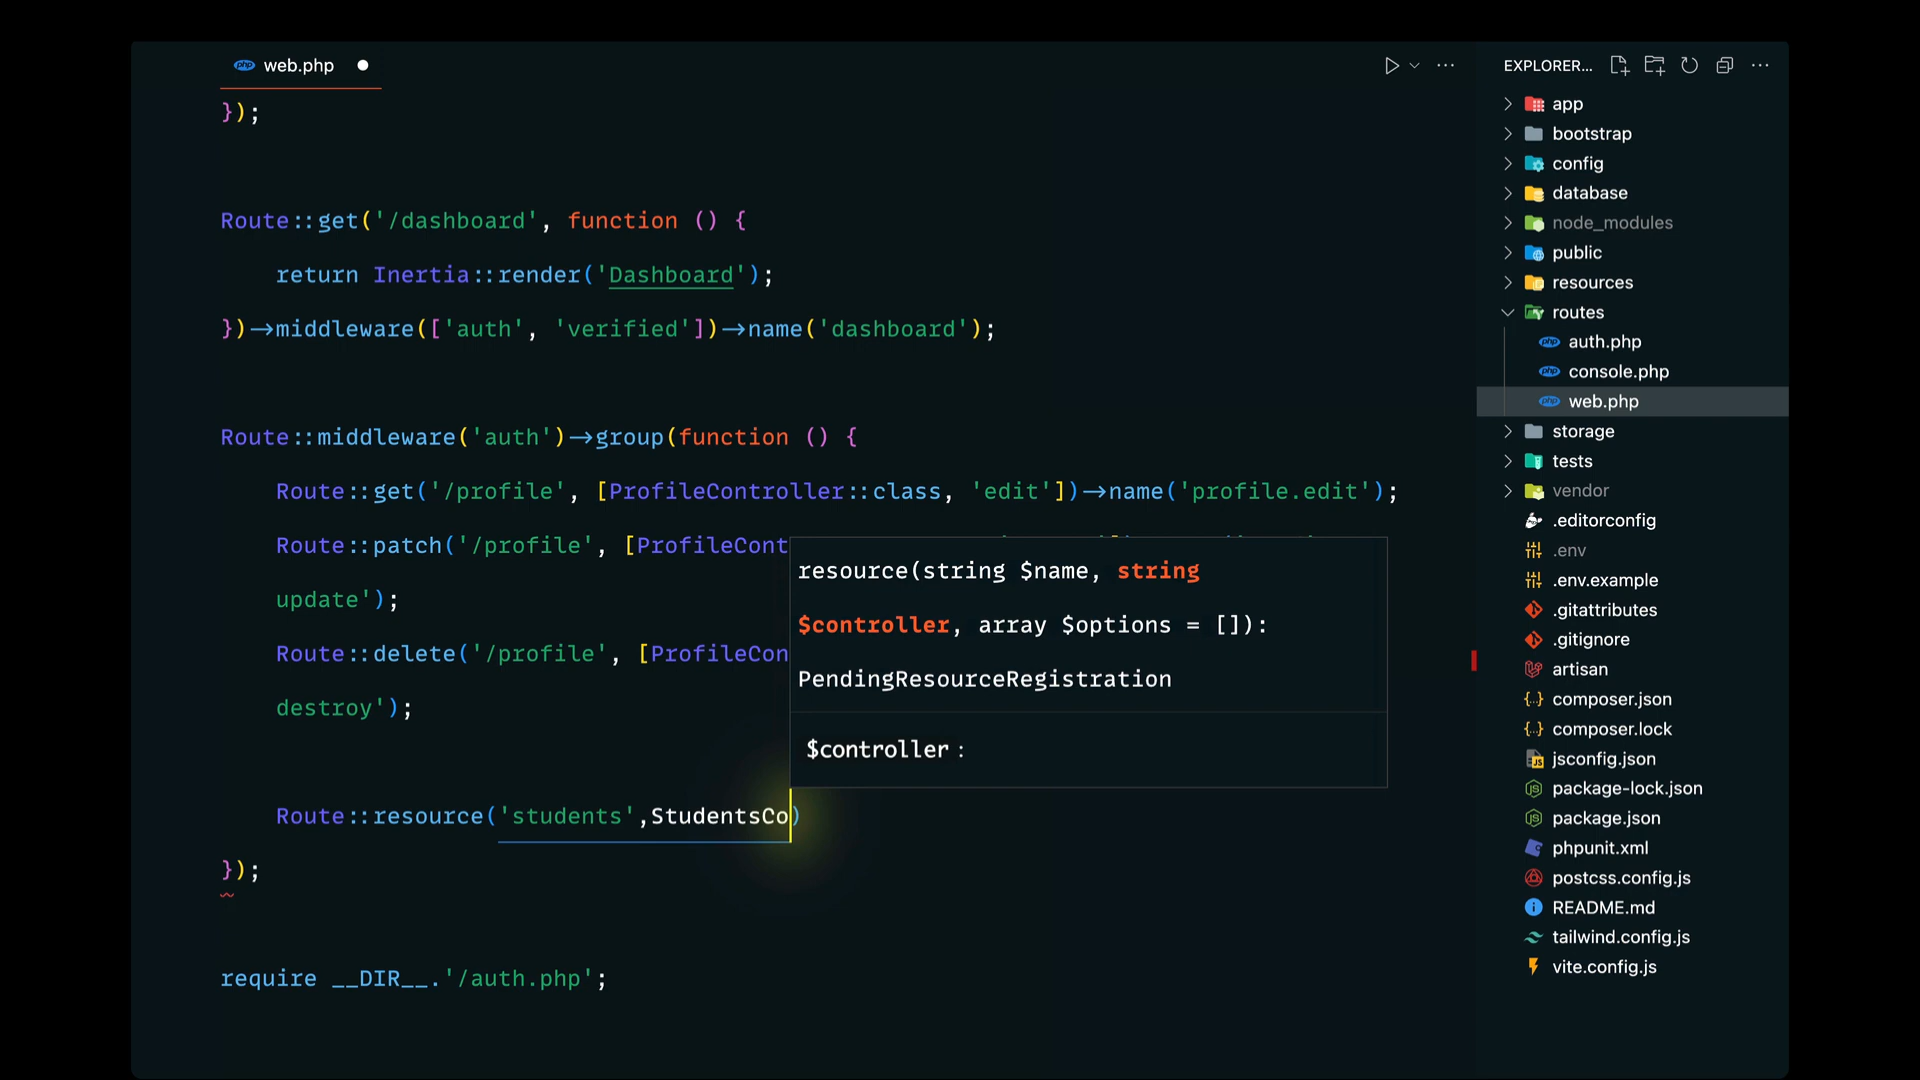 web.php
EXPLORER...
});
Route::get('/dashboard', function () {
return Inertia::render('Dashboard');
})->middleware(['auth', 'verified'])->name('dashboard');
Route::middleware('auth')->group(function () {
Route::get('/profile', [ProfileController::class, 'edit'])->name('profile.edit');
Route::patch('/profile', [ProfileCont
update');
Route::delete('/profile', [ProfileCon
destroy');
resource(string $name, string
$controller, array $options = []):
PendingResourceRegistration
$controller :
Route::resource('students',StudentsCo)
});
require __DIR__.'/auth.php';
app
bootstrap
config
database
node_modules
public
resources
routes
auth.php
console.php
web.php
storage
tests
vendor
.editorconfig
.env
.env.example
.gitattributes
.gitignore
artisan
composer.json
composer.lock
jsconfig.json
package-lock.json
package.json
phpunit.xml
postcss.config.js
README.md
tailwind.config.js
vite.config.js